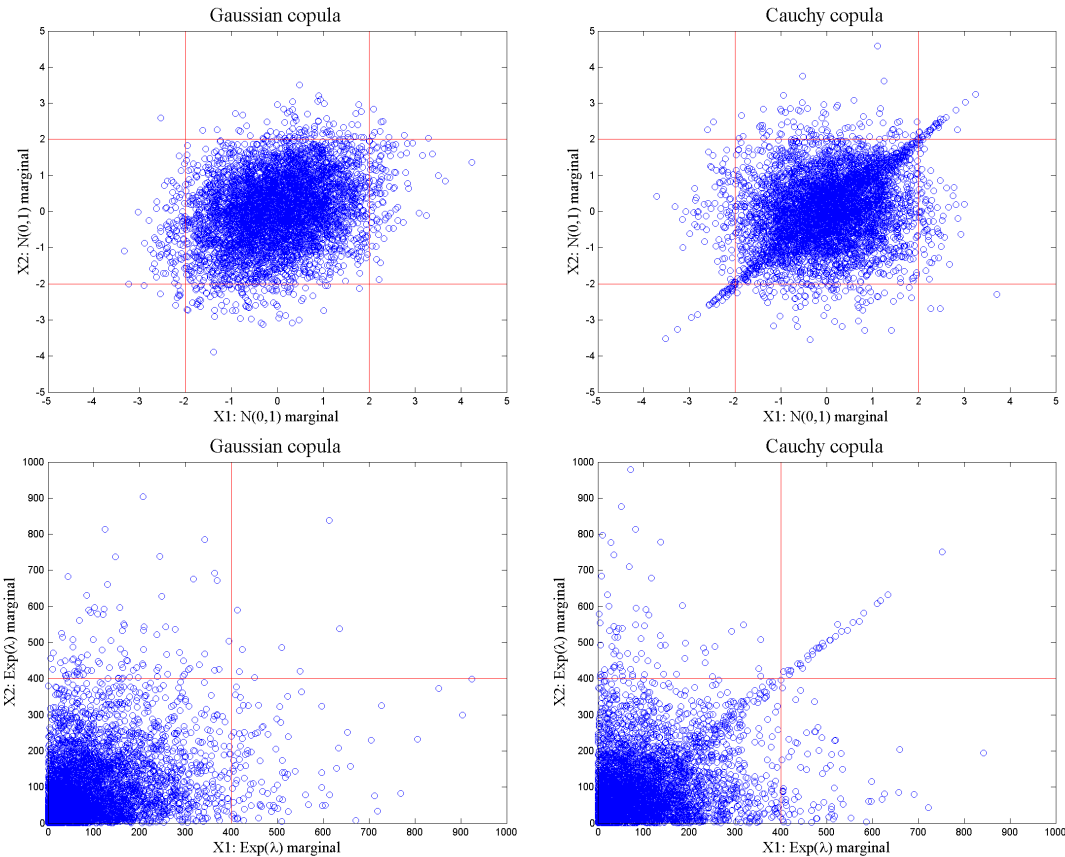 Gaussian copula
5
4
3
2
1
0
-1
-2
-3
-4
-5
X2: N(0,1) marginal
-5 -4 -3 -2 -1 0 1 2 3 4 5
X1: N(0,1) marginal
Cauchy copula
5
4
3
2
1
0
-1
-2
-3
-4
-5
X2: N(0,1) marginal
-5 -4 -3 -2 -1 0 1 2 3 4 5
X1: N(0,1) marginal
Gaussian copula
1000
900
800
700
600
500
400
300
200
100
0
X2: Exp(λ) marginal
0 100 200 300 400 500 600 700 800 900 1000
X1: Exp(λ) marginal
Cauchy copula
1000
900
800
700
600
500
400
300
200
100
0
X2: Exp(λ) marginal
0 100 200 300 400 500 600 700 800 900 1000
X1: Exp(λ) marginal